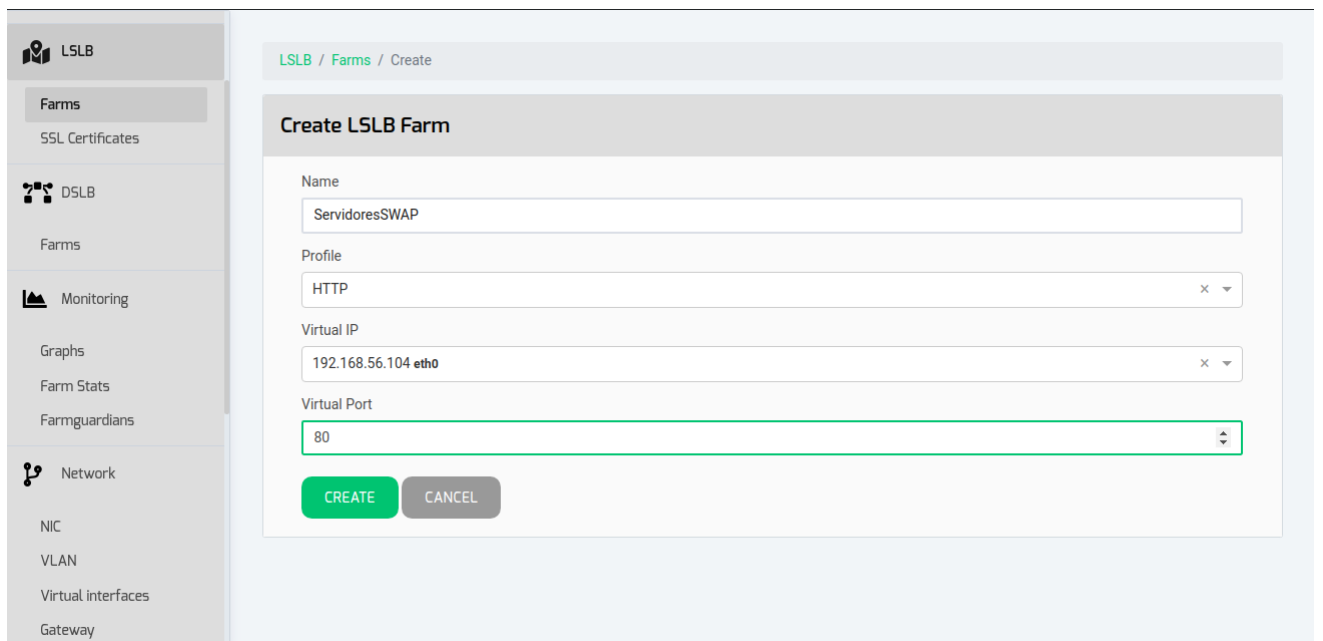 LSLB
Farms
SSL Certificates
DSLB
Farms
Monitoring
Graphs
Farm Stats
Farmguardians
Network
NIC
VLAN
Virtual interfaces
Gateway
LSLB / Farms / Create
Create LSLB Farm
Name
ServidoresSWAP
Profile
HTTP
Virtual IP
192.168.56.104 eth0
Virtual Port
80
CREATE CANCEL